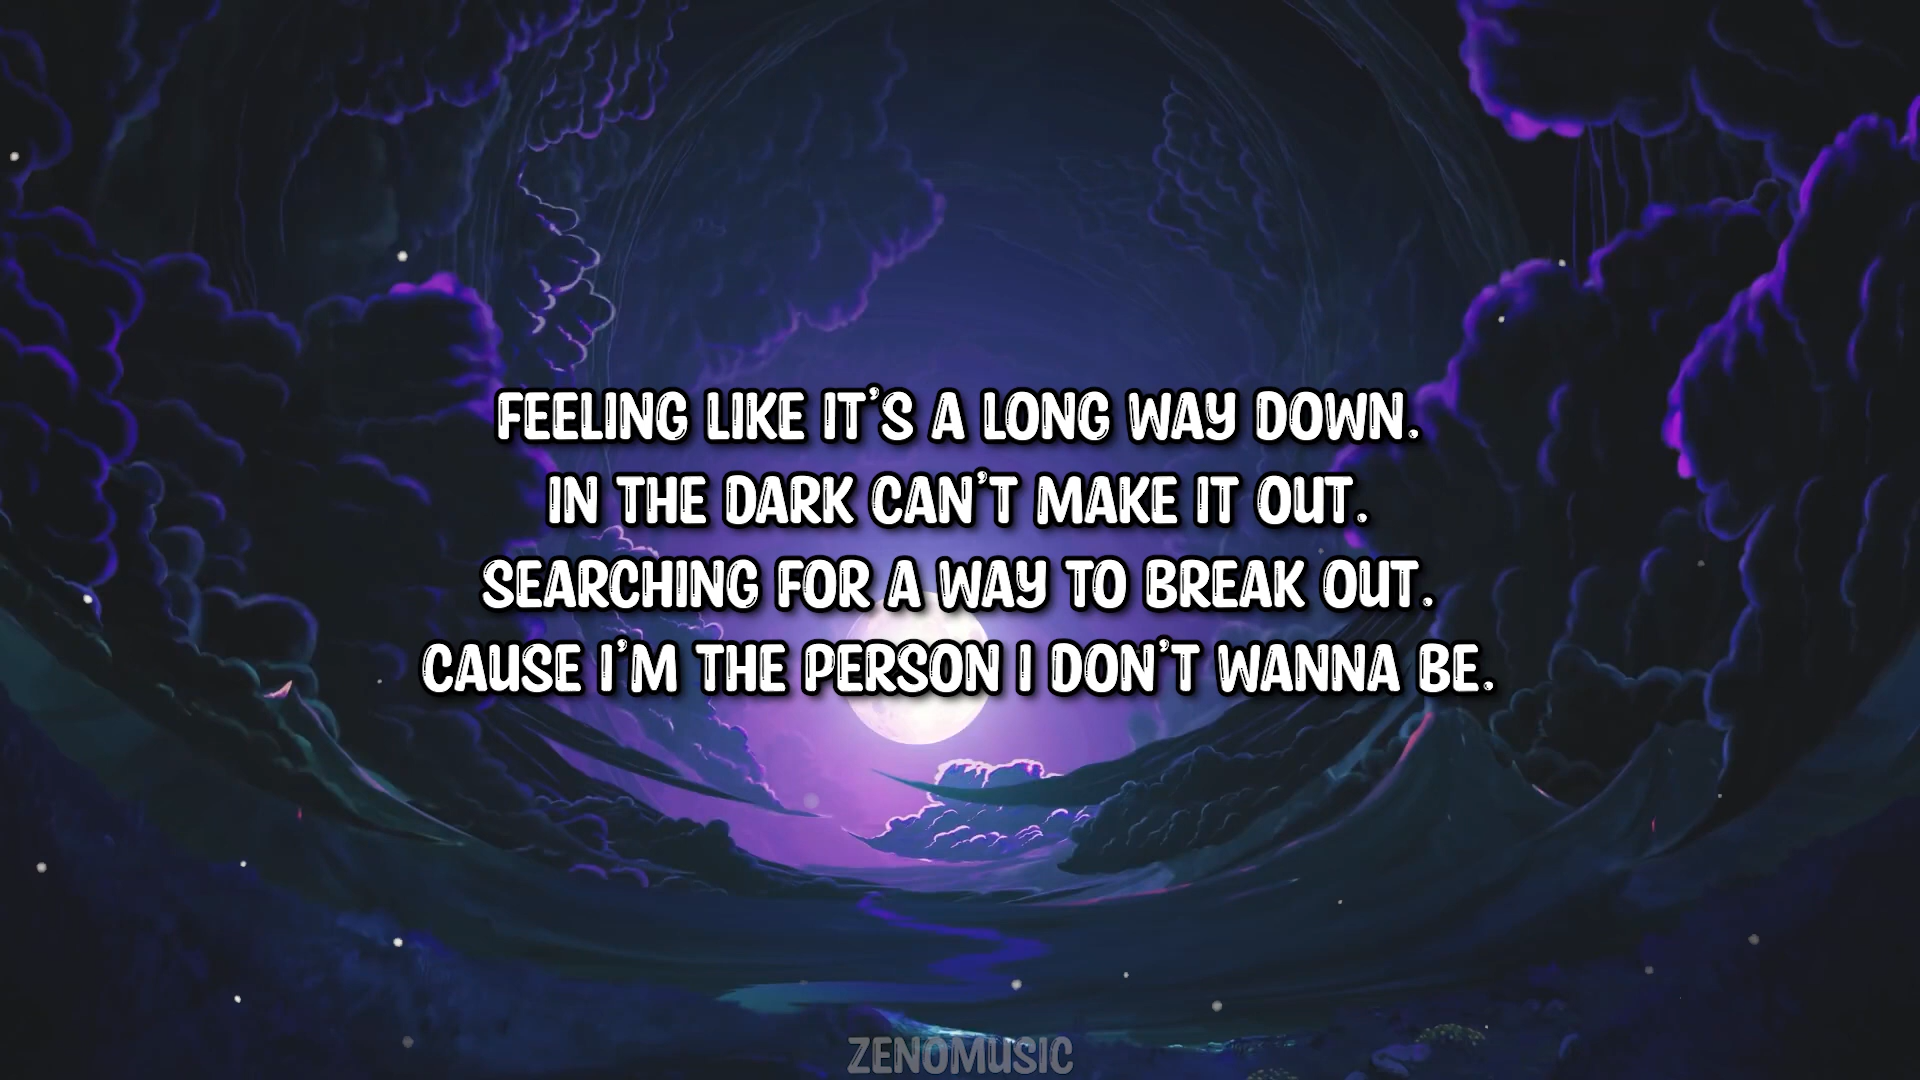 FEELING LIKE IT'S A LONG WAY DOWN.
IN THE DARK CAN'T MAKE IT OUT.
SEARCHING FOR A WAY TO BREAK OUT.
CAUSE I'M THE PERSON I DON'T WANNA BE.
ZENOMUSIC